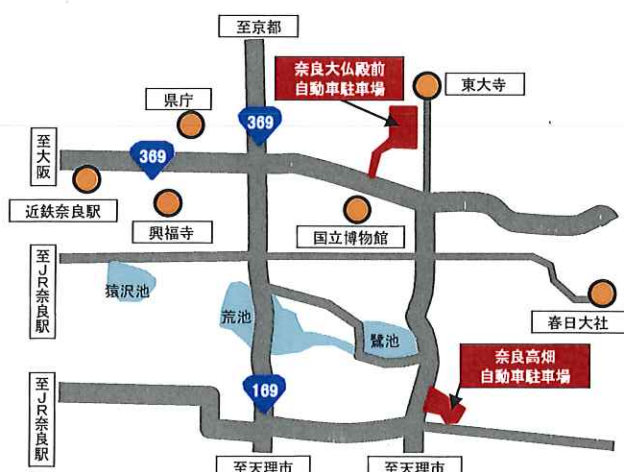 至京都
奈良大仏殿前
自動車駐車場
東大寺
県庁
369
369
至大阪
近鉄奈良駅
興福寺
国立博物館
至JR奈良駅
猿沢池
荒池
鷺池
春日大社
奈良高畑
自動車駐車場
至JR奈良駅
169
至天理市
至天理市